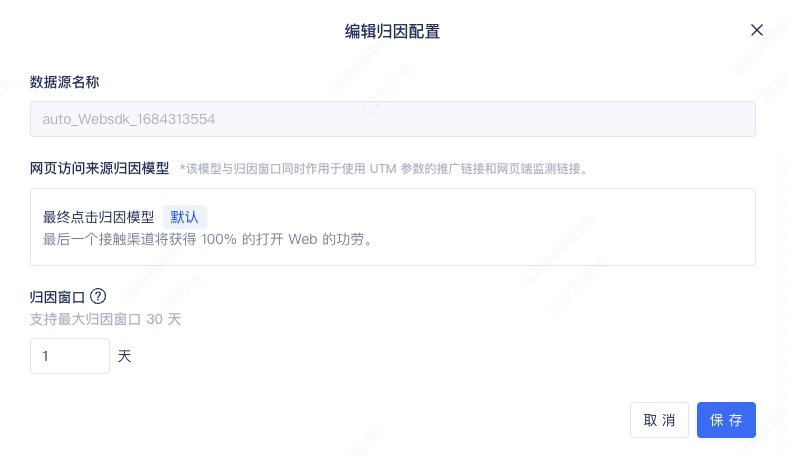 编辑归因配置
数据源名称
auto_Websdk_1684313554
网页访问来源归因模型 *该模型与归因窗口同时作用于使用 UTM 参数的推广链接和网页端监测链接。
最终点击归因模型 默认
最后一个接触渠道将获得 100% 的打开 Web 的功劳。
归因窗口 ?
支持最大归因窗口 30 天
1 天
取 消 保 存